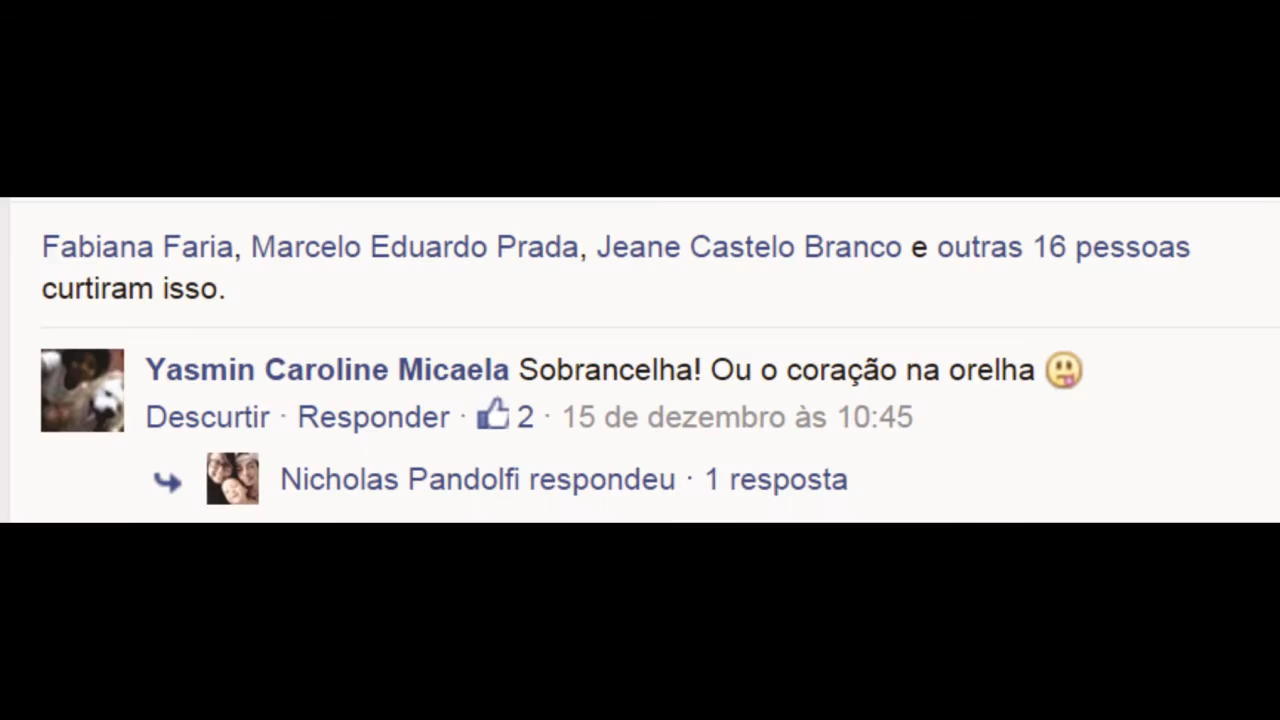 Fabiana Faria, Marcelo Eduardo Prada, Jeane Castelo Branco e outras 16 pessoas
curtiram isso.
Yasmin Caroline Micaela Sobrancelha! Ou o coração na orelha
Descurtir · Responder · 2 · 15 de dezembro às 10:45
Nicholas Pandolfi respondeu · 1 resposta